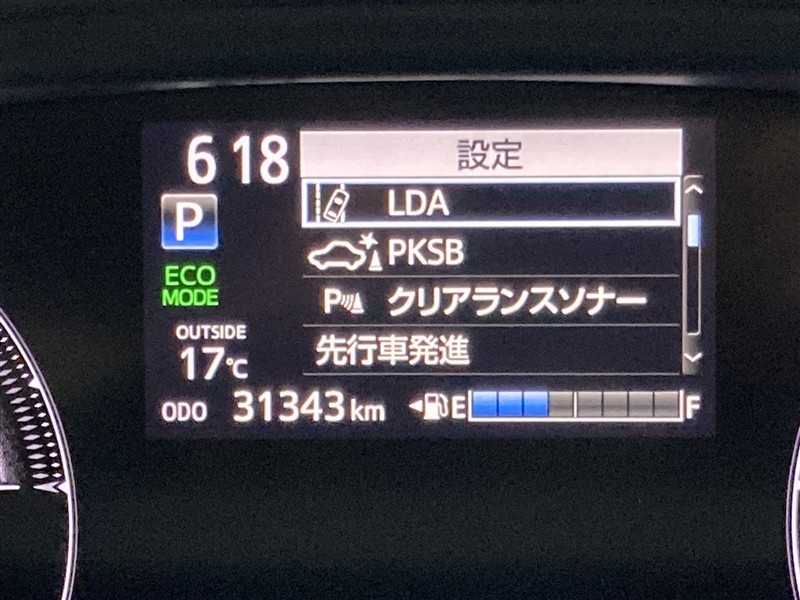 6 18
設定
P
LDA
PKSB
ECO
MODE
P クリアランスソナー
OUTSIDE
17℃
先行車発進
ODO 31343 km
E F